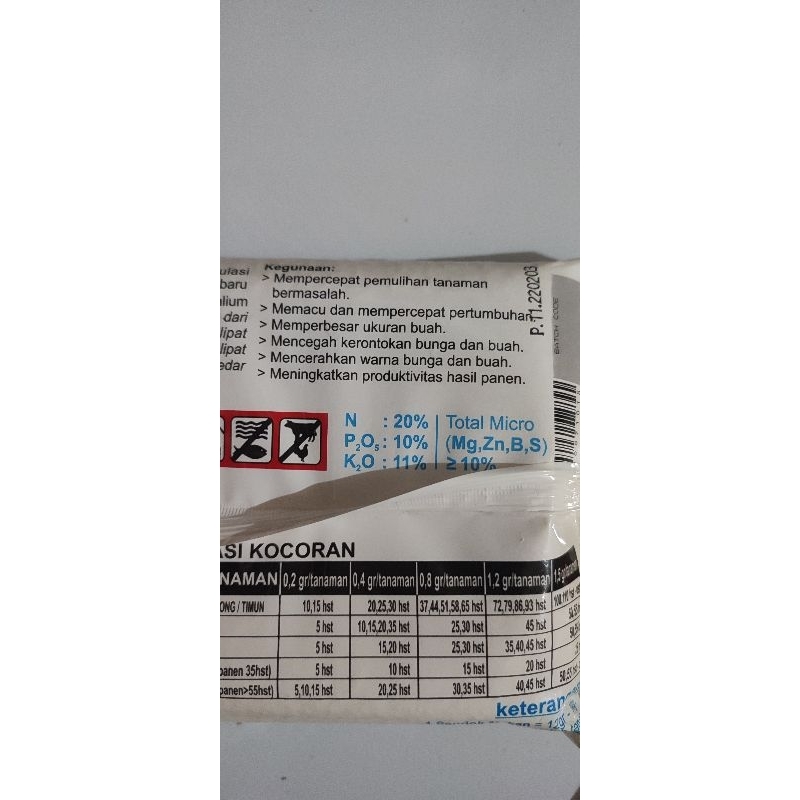 ulasi
baru
lium
dari
lipat
lipat
edar
Kegunaan:
> Mempercepat pemulihan tanaman
bermasalah.
> Memacu dan mempercepat pertumbuhan.
> Memperbesar ukuran buah.
> Mencegah kerontokan bunga dan buah.
> Mencerahkan warna bunga dan buah.
> Meningkatkan produktivitas hasil panen.
P. 11.220203
BATCH CODE
N : 20%
P₂O₅ : 10%
K₂O : 11%
Total Micro
(Mg,Zn,B,S)
≥ 10%
ASI KOCORAN
NAMAN 0,2 gr/tanaman 0,4 gr/tanaman 0,8 gr/tanaman 1,2 gr/tanaman 1,5 gr/tanaman
ONG / TIMUN 10,15 hst 20,25,30 hst 37,44,51,58,65 hst 72,79,86,93 hst
5 hst 10,15,20,35 hst 25,30 hst 45 hst
5 hst 15,20 hst 25,30 hst 35,40,45 hst
panen 35hst) 5 hst 10 hst 15 hst 20 hst
panen>55hst) 5,10,15 hst 20,25 hst 30,35 hst 40,45 hst
keteran